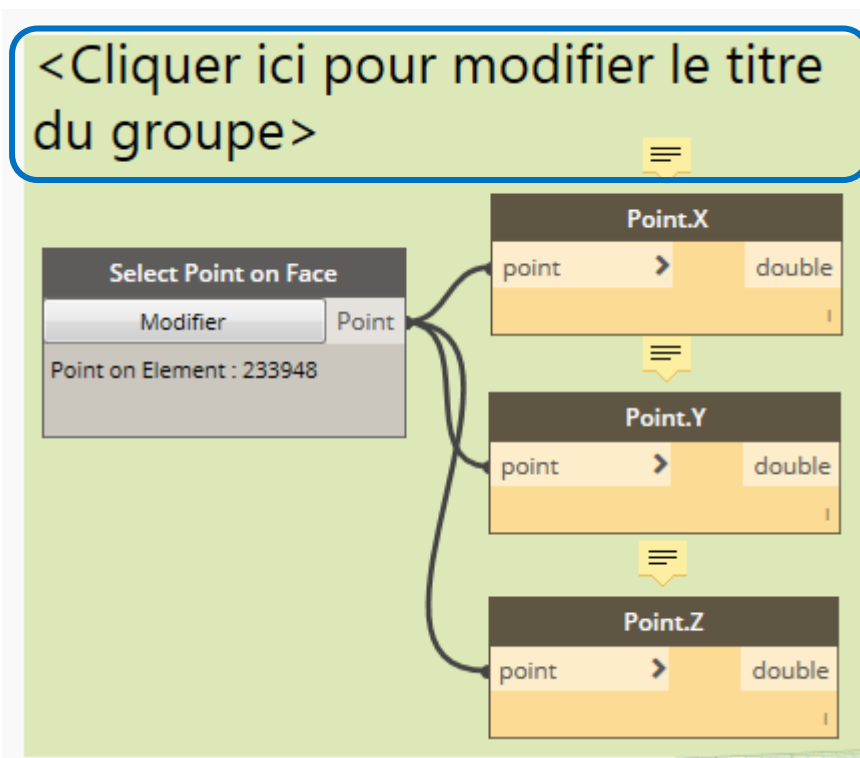 <Cliquer ici pour modifier le titre
du groupe>
Select Point on Face
Modifier
Point
Point on Element : 233948
Point.X
point
double
Point.Y
point
double
Point.Z
point
double